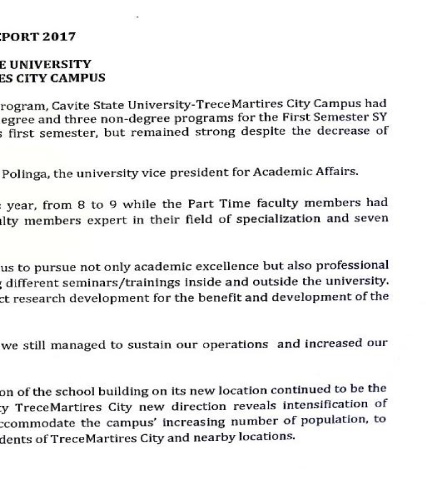 EPORT 2017
E UNIVERSITY
ES CITY CAMPUS
rogram, Cavite State University-TreceMartires City Campus had
egree and three non-degree programs for the First Semester SY
s first semester, but remained strong despite the decrease of
Polinga, the university vice president for Academic Affairs.
year, from 8 to 9 while the Part Time faculty members had
ulty members expert in their field of specialization and seven
us to pursue not only academic excellence but also professional
g different seminars/trainings inside and outside the university.
ct research development for the benefit and development of the
we still managed to sustain our operations and increased our
on of the school building on its new location continued to be the
ty TreceMartires City new direction reveals intensification of
ccommodate the campus' increasing number of population, to
dents of TreceMartires City and nearby locations.